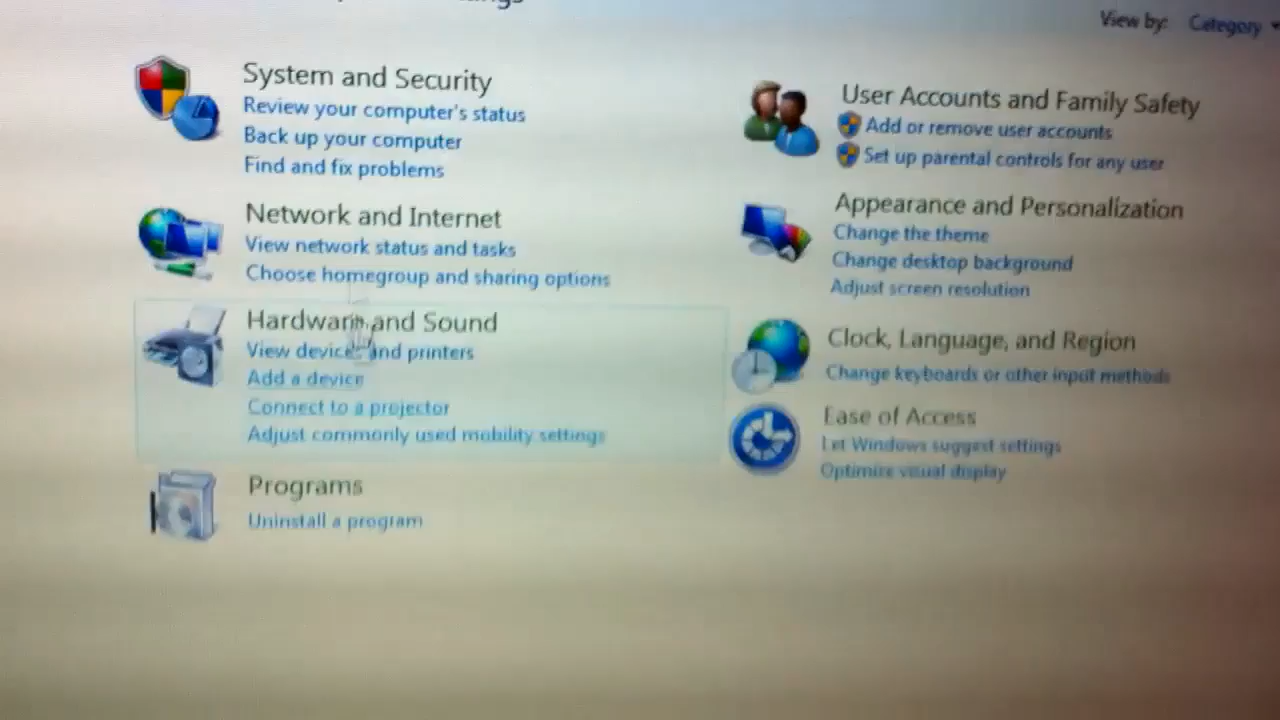 View by: Category
System and Security
Review your computer's status
Back up your computer
Find and fix problems
Network and Internet
View network status and tasks
Choose homegroup and sharing options
Hardware and Sound
View devices and printers
Add a device
Connect to a projector
Adjust commonly used mobility settings
Programs
Uninstall a program
User Accounts and Family Safety
Add or remove user accounts
Set up parental controls for any user
Appearance and Personalization
Change the theme
Change desktop background
Adjust screen resolution
Clock, Language, and Region
Change keyboards or other input methods
Ease of Access
Let Windows suggest settings
Optimize visual display